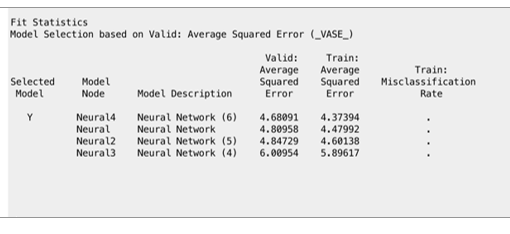 Fit Statistics
Model Selection based on Valid: Average Squared Error (_VASE_)
Valid: Train:
Average Average Train:
Selected Model Squared Squared Misclassification
Model Node Model Description Error Error Rate
Y Neural4 Neural Network (6) 4.68091 4.37394 .
Neural Neural Network 4.80958 4.47992 .
Neural2 Neural Network (5) 4.84729 4.60138 .
Neural3 Neural Network (4) 6.00954 5.89617 .